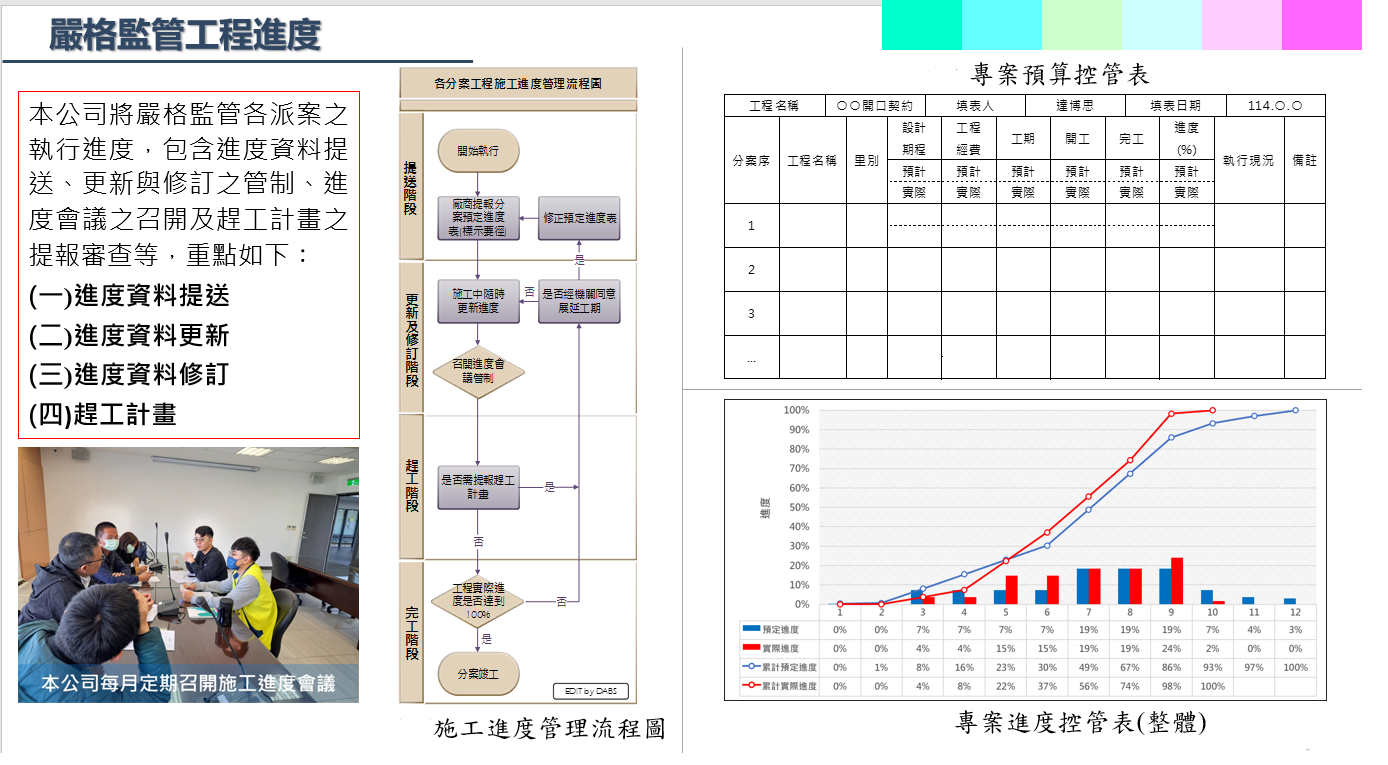 嚴格監管工程進度
本公司將嚴格監管各派案之
執行進度，包含進度資料提
送、更新與修訂之管制、進
度會議之召開及趕工計畫之
提報審查等，重點如下：
(一)進度資料提送
(二)進度資料更新
(三)進度資料修訂
(四)趕工計畫
本公司每月定期召開施工進度會議
各分案工程施工進度管理流程圖
提送階段
開始執行
廠商提報分
案預定進度
表(標示要徑)
修正預定進度表
是
更新及修訂階段
施工中隨時
更新進度
否
是否經機關同意
展延工期
召開進度會
議管制
趕工階段
是否需提報趕工
計畫
是
否
完工階段
工程實際進
度是否達到
100%
否
是
分案竣工
EDIT by DABS
施工進度管理流程圖
專案預算控管表
工程名稱 〇〇開口契約 填表人 達博思 填表日期 114.〇.〇
分案序 工程名稱 里別 設計期程 工程經費 工期 開工 完工 進度(%) 執行現況 備註
預計 預計 預計 預計 預計 預計
實際 實際 實際 實際 實際 實際
1
2
3
...
100%
90%
80%
70%
60%
50%
40%
30%
20%
10%
0%
進度
1 2 3 4 5 6 7 8 9 10 11 12
預定進度 0% 0% 7% 7% 7% 7% 19% 19% 19% 7% 4% 3%
實際進度 0% 0% 4% 4% 15% 15% 19% 19% 24% 2% 0% 0%
累計預定進度 0% 1% 8% 16% 23% 30% 49% 67% 86% 93% 97% 100%
累計實際進度 0% 0% 4% 8% 22% 37% 56% 74% 98% 100%
專案進度控管表(整體)